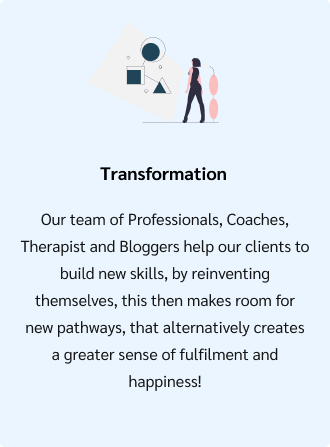 Transformation
Our team of Professionals, Coaches,
Therapist and Bloggers help our clients to
build new skills, by reinventing
themselves, this then makes room for
new pathways, that alternatively creates
a greater sense of fulfilment and
happiness!